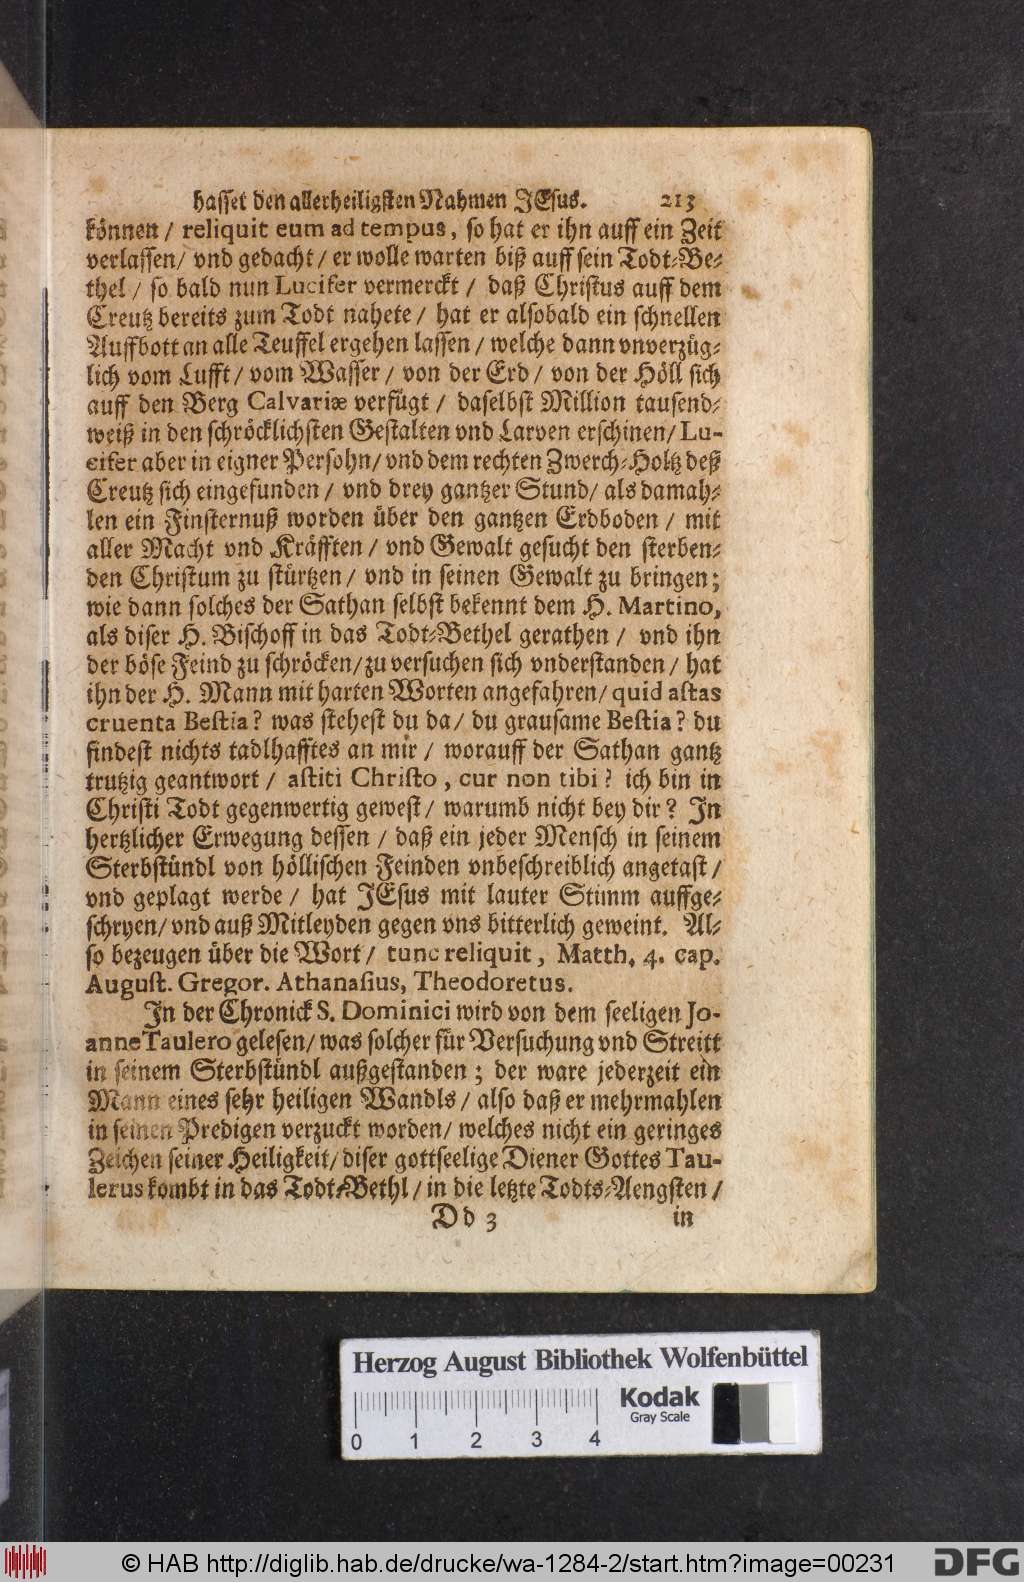 hasset den allerheiligsten Nahmen JEsus. 213
können / reliquit eum ad tempus, so hat er ihn auff ein Zeit
verlassen/ vnd gedacht / er wolle warten biß auff sein Todt-Be-
thel / so bald nun Lucifer vermerckt / daß Christus auff dem
Creutz bereits zum Todt nahete / hat er alsobald ein schnellen
Auffbott an alle Teuffel ergehen lassen / welche dann vnverzüg-
lich vom Lufft / vom Wasser / von der Erd / von der Höll sich
auff den Berg Calvariæ verfügt / daselbst Million tausend-
weiß in den schröcklichsten Gestalten vnd Larven erschinen/ Lu-
cifer aber in eigner Persohn/ vnd dem rechten Zwerch-Holtz deß
Creutz sich eingefunden / vnd drey gantzer Stund/ als damah-
len ein Finsternuß worden über den gantzen Erdboden / mit
aller Macht vnd Kräfften / vnd Gewalt gesucht den sterben-
den Christum zu stürtzen / vnd in seinen Gewalt zu bringen;
wie dann solches der Sathan selbst bekennt dem H. Martino,
als diser H. Bischoff in das Todt-Bethel gerathen / vnd ihn
der böse Feind zu schröcken/ zu versuchen sich vnderstanden / hat
ihn der H. Mann mit harten Worten angefahren/ quid astas
cruenta Bestia? was stehest du da/ du grausame Bestia? du
findest nichts tadlhafftes an mir / worauff der Sathan gantz
trutzig geantwort / astiti Christo, cur non tibi? ich bin in
Christi Todt gegenwertig gewest / warumb nicht bey dir? In
hertzlicher Erwegung dessen / daß ein jeder Mensch in seinem
Sterbstündl von höllischen Feinden vnbeschreiblich angetast /
vnd geplagt werde / hat JEsus mit lauter Stimm auffge-
schryen/ vnd auß Mitleyden gegen vns bitterlich geweint. Al-
so bezeugen über die Wort / tunc reliquit, Matth. 4. cap.
August. Gregor. Athanasius, Theodoretus.
In der Chronick S. Dominici wird von dem seeligen Jo-
anne Taulero gelesen/ was solcher für Versuchung vnd Streitt
in seinem Sterbstündl außgestanden; der ware jederzeit ein
Mann eines sehr heiligen Wandls / also daß er mehrmahlen
in seinen Predigen verzuckt worden/ welches nicht ein geringes
Zeichen seiner Heiligkeit/ diser gottseelige Diener Gottes Tau-
lerus kombt in das Todt-Bethl / in die letzte Todts-Aengsten /
Dd 3 in
Herzog August Bibliothek Wolfenbüttel
Kodak
Gray Scale
0 1 2 3 4
© HAB http://diglib.hab.de/drucke/wa-1284-2/start.htm?image=00231
DFG